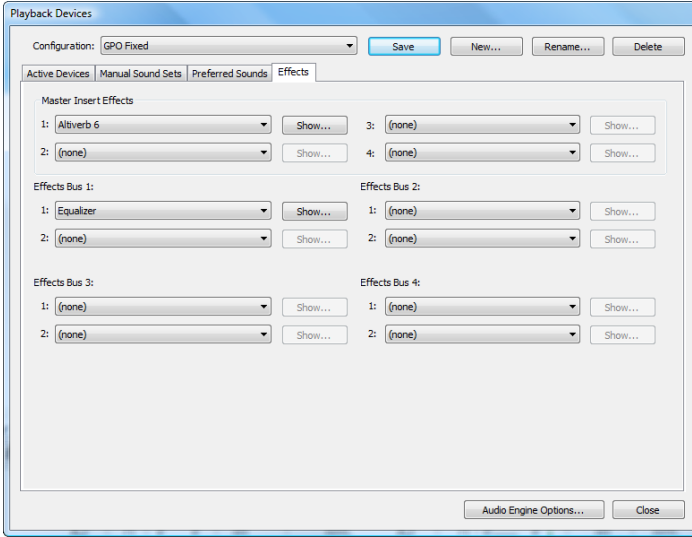 Playback Devices
Configuration: GPO Fixed Save New... Rename... Delete
Active Devices Manual Sound Sets Preferred Sounds Effects
Master Insert Effects
1: Altiverb 6 Show... 3: (none) Show...
2: (none) Show... 4: (none) Show...
Effects Bus 1: Effects Bus 2:
1: Equalizer Show... 1: (none) Show...
2: (none) Show... 2: (none) Show...
Effects Bus 3: Effects Bus 4:
1: (none) Show... 1: (none) Show...
2: (none) Show... 2: (none) Show...
Audio Engine Options... Close